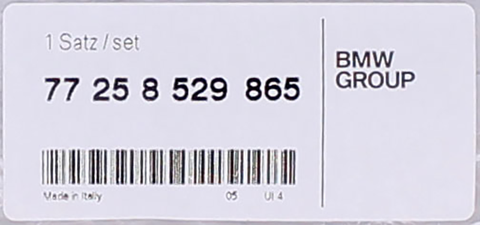 1 Satz / set
77 25 8 529 865
BMW
GROUP
Made in Italy 05 UI 4